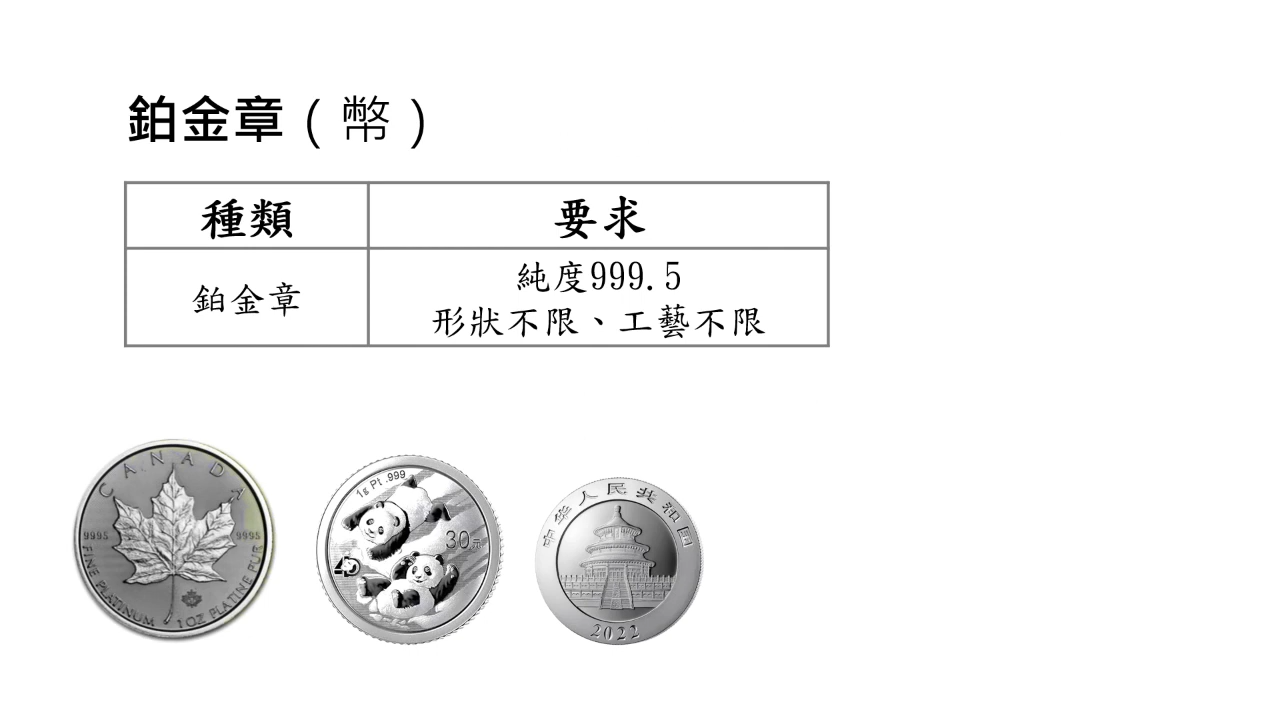 鉑金章（幣）
種類
要求
鉑金章
純度999.5
形狀不限、工藝不限
CANADA
9995
9995
FINE PLATINUM 1 OZ PLATINE PUR
1g Pt .999
30元
40
中华人民共和国
2022